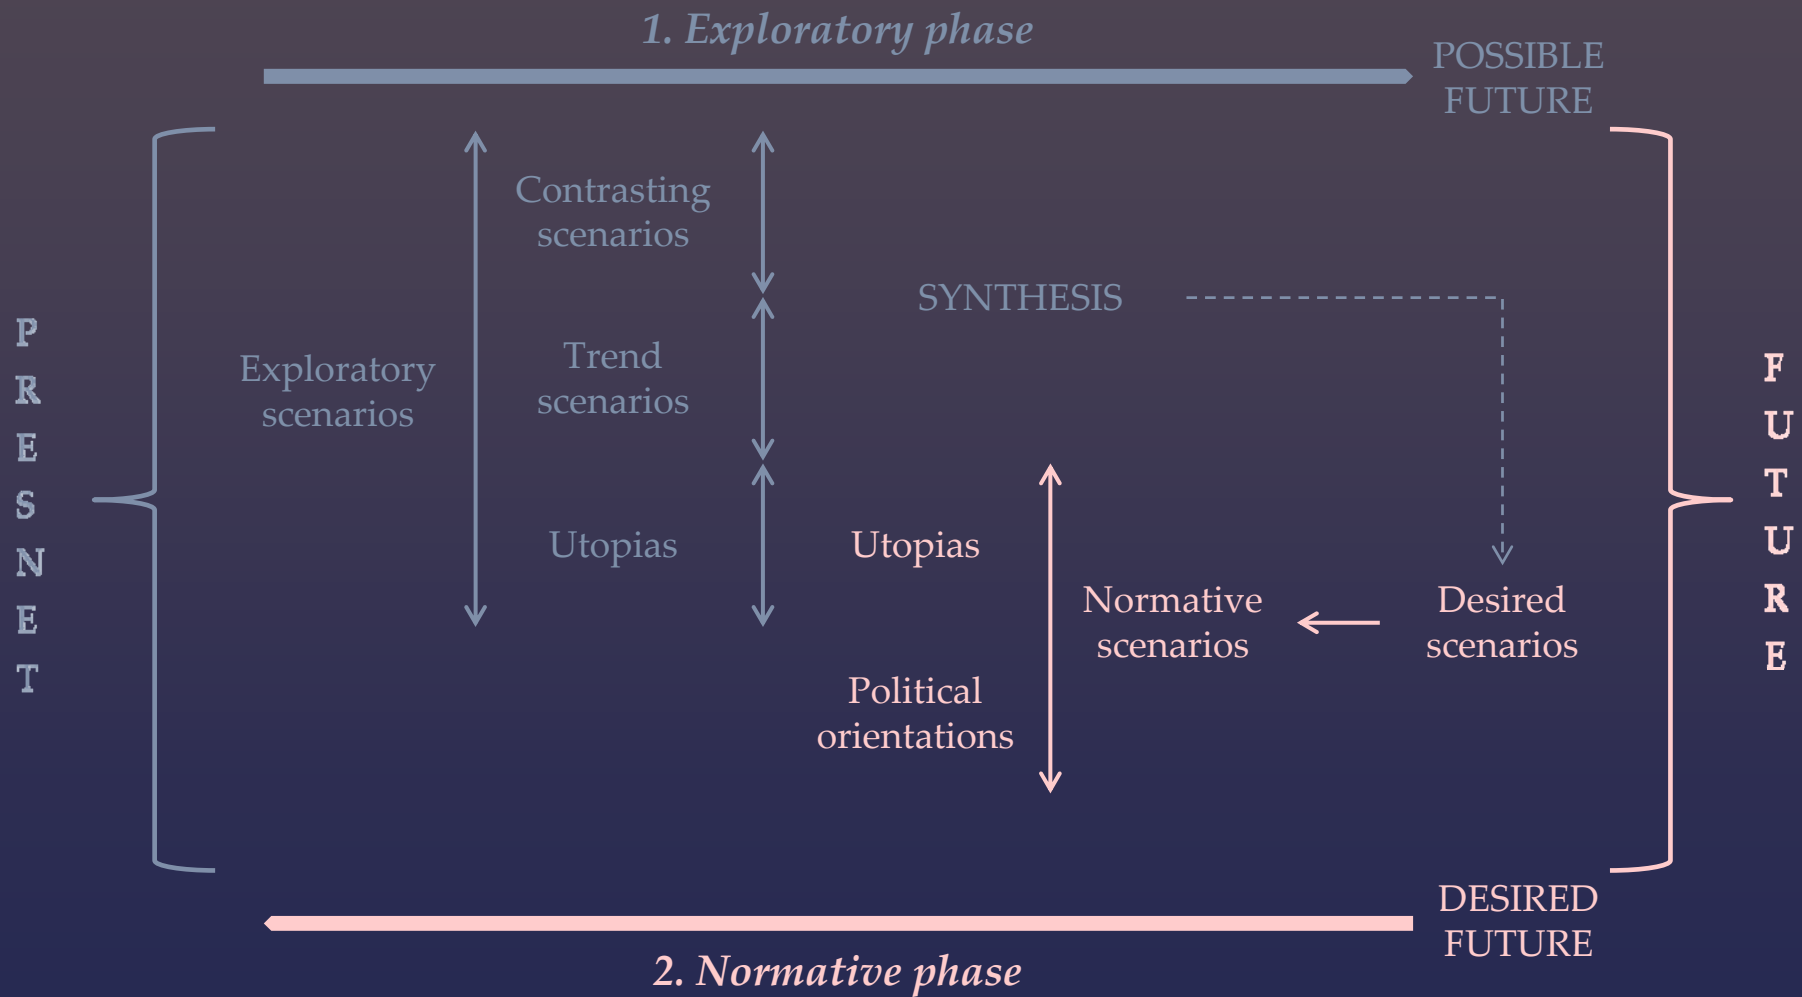 1. Exploratory phase
POSSIBLE
FUTURE
Contrasting
scenarios
SYNTHESIS
P
R
E
S
N
E
T
Exploratory
scenarios
Trend
scenarios
F
U
T
U
R
E
Utopias
Utopias
Normative
scenarios
Desired
scenarios
Political
orientations
DESIRED
FUTURE
2. Normative phase